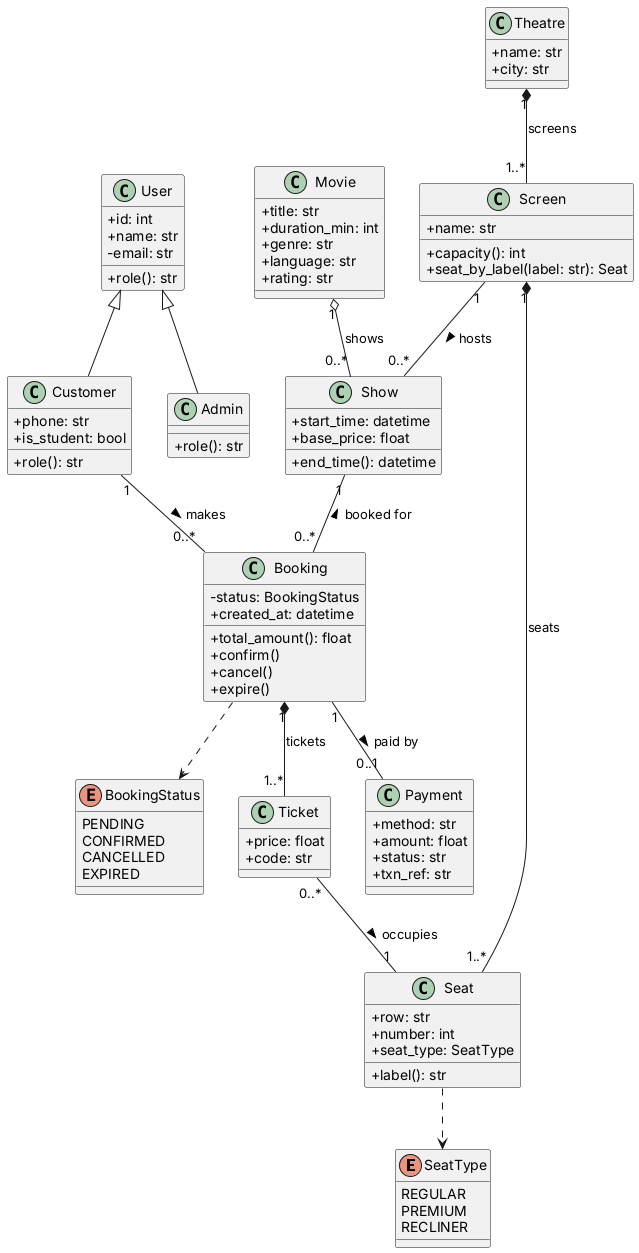 C Theatre
+name: str
+city: str
1
screens
1..*
C User
+id: int
+name: str
-email: str
+role(): str
C Movie
+title: str
+duration_min: int
+genre: str
+language: str
+rating: str
C Screen
+name: str
+capacity(): int
+seat_by_label(label: str): Seat
1
shows
0..*
1
hosts
0..*
1
seats
1..*
C Customer
+phone: str
+is_student: bool
+role(): str
C Admin
+role(): str
C Show
+start_time: datetime
+base_price: float
+end_time(): datetime
1
makes
0..*
1
booked for
0..*
C Booking
-status: BookingStatus
+created_at: datetime
+total_amount(): float
+confirm()
+cancel()
+expire()
1
tickets
1..*
1
paid by
0..1
E BookingStatus
PENDING
CONFIRMED
CANCELLED
EXPIRED
C Ticket
+price: float
+code: str
C Payment
+method: str
+amount: float
+status: str
+txn_ref: str
0..*
occupies
1
C Seat
+row: str
+number: int
+seat_type: SeatType
+label(): str
E SeatType
REGULAR
PREMIUM
RECLINER